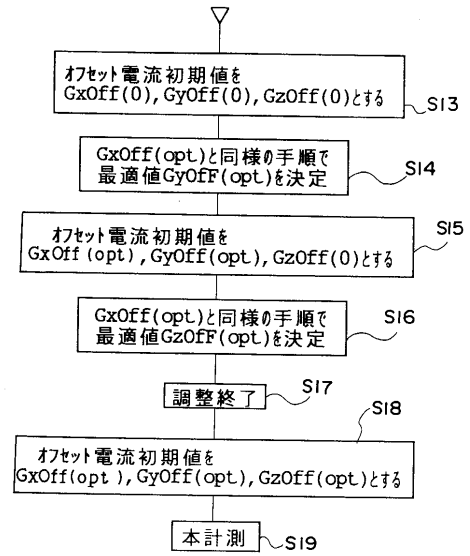 オフセット電流初期値を
GxOff(0),GyOff(0),GzOff(0)とする
S13
GxOff(opt)と同様の手順で
最適値GyOfF(opt)を決定
S14
オフセット電流初期値を
GxOff(opt),GyOff(opt),GzOff(0)とする
S15
GxOff(opt)と同様の手順で
最適値GzOfF(opt)を決定
S16
調整終了
S17
オフセット電流初期値を
GxOff(opt),GyOff(opt),GzOff(opt)とする
S18
本計測
S19